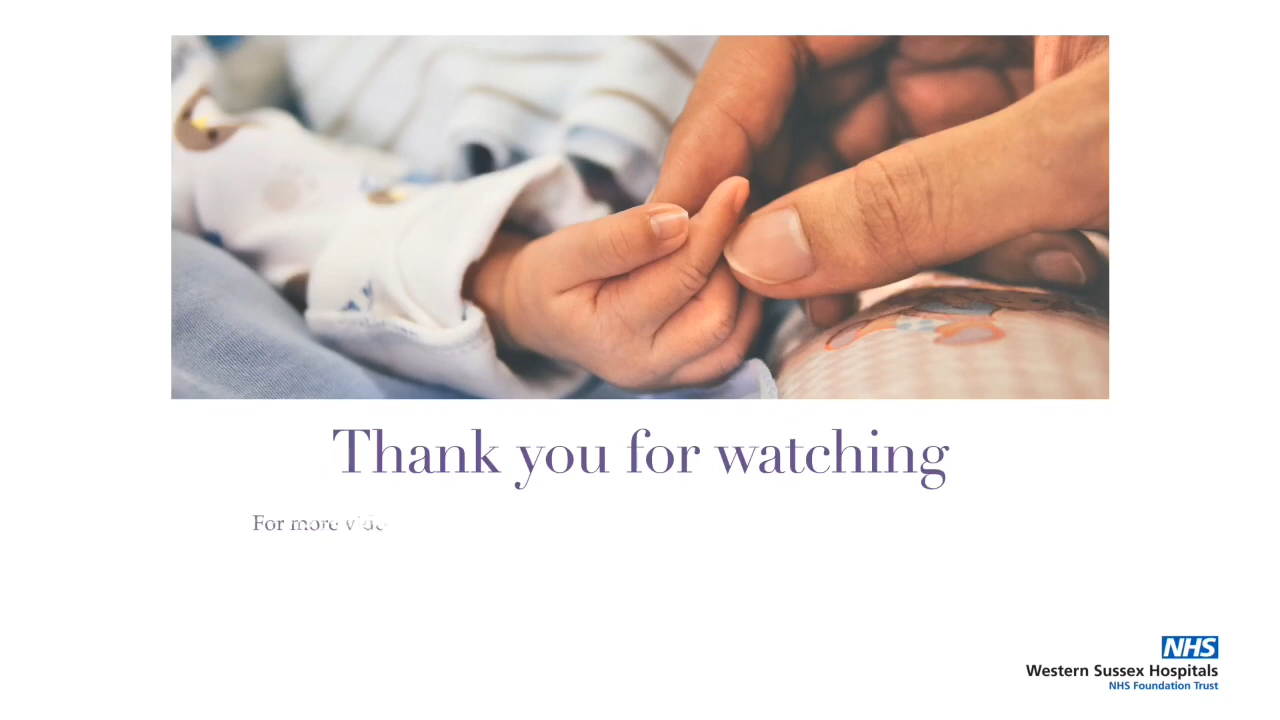 Thank you for watching
For more
NHS
Western Sussex Hospitals
NHS Foundation Trust